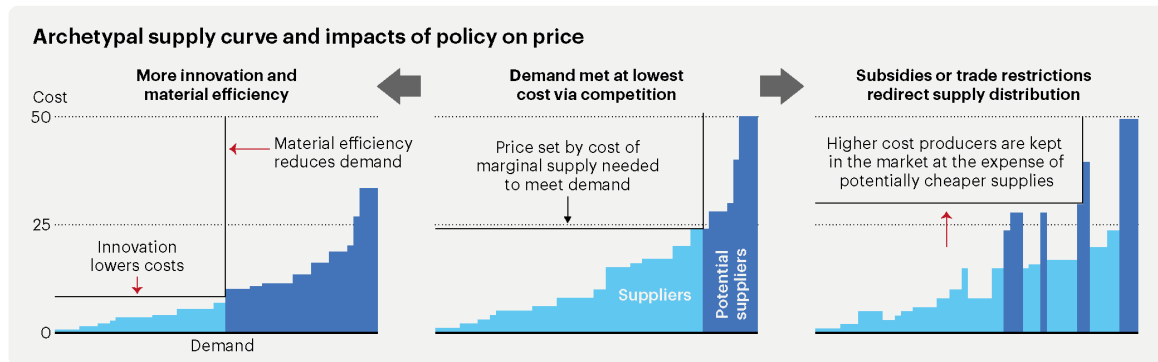 Archetypal supply curve and impacts of policy on price
More innovation and
material efficiency
Cost
50
25
0
Material efficiency
reduces demand
Innovation
lowers costs
Demand
Demand met at lowest
cost via competition
Price set by cost of
marginal supply needed
to meet demand
Suppliers
Potential
suppliers
Subsidies or trade restrictions
redirect supply distribution
Higher cost producers are kept
in the market at the expense of
potentially cheaper supplies